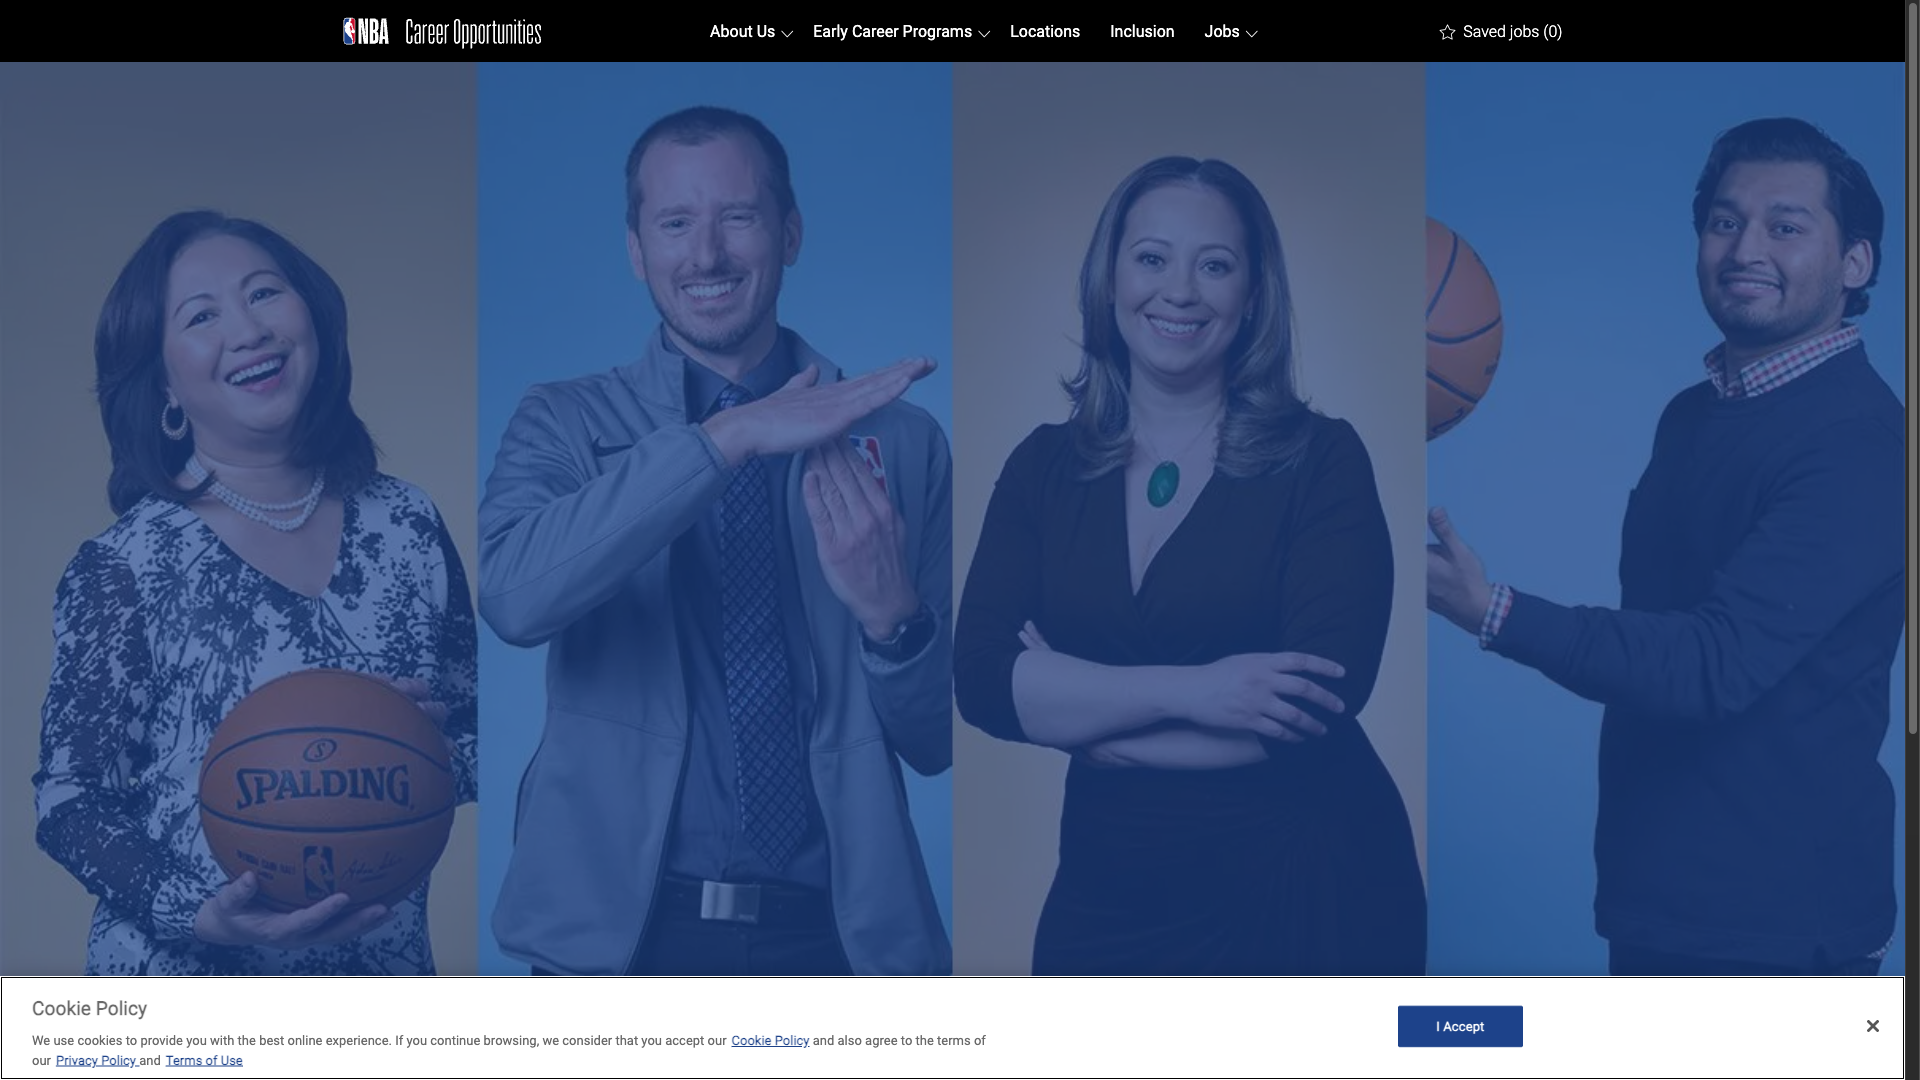 NBA Career Opportunities
About Us
Early Career Programs
Locations
Inclusion
Jobs
Saved jobs (0)
S
SPALDING
Cookie Policy
We use cookies to provide you with the best online experience. If you continue browsing, we consider that you accept our Cookie Policy and also agree to the terms of
our Privacy Policy and Terms of Use
I Accept